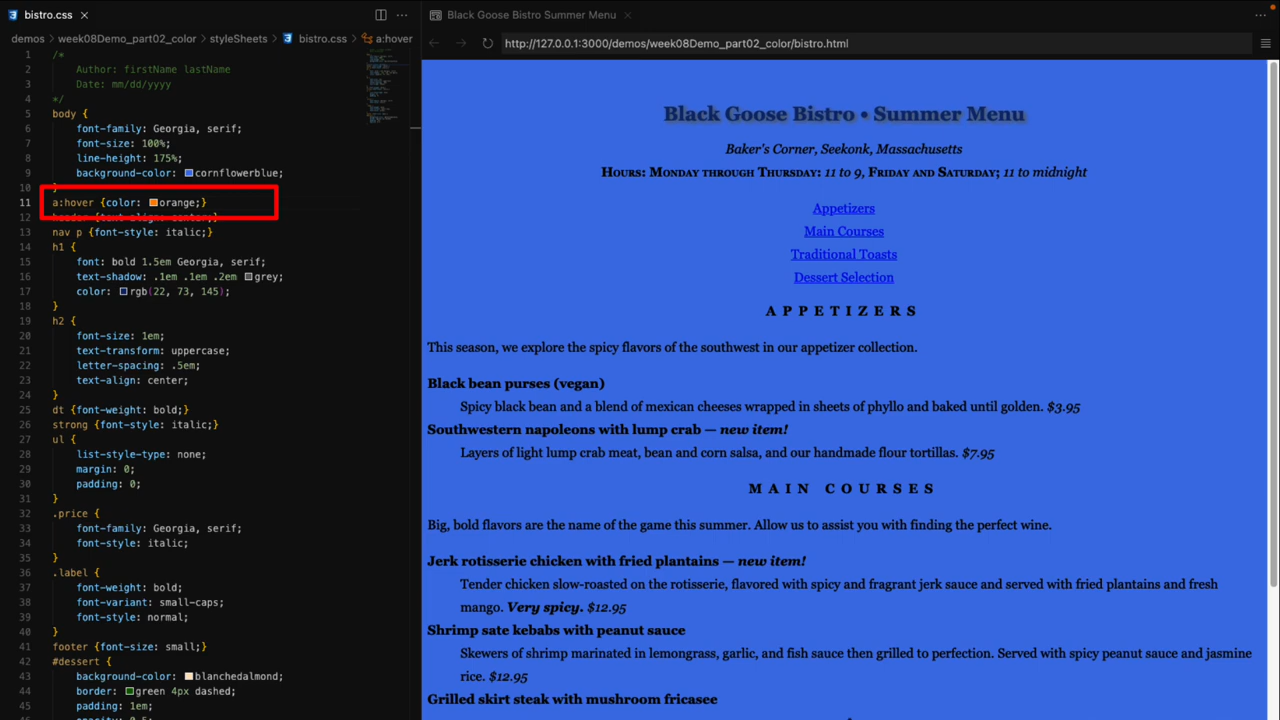 bistro.css
demos > week08Demo_part02_color > styleSheets > bistro.css > a:hover
1 /*
2 Author: firstName lastName
3 Date: mm/dd/yyyy
4 */
5 body {
6 font-family: Georgia, serif;
7 font-size: 100%;
8 line-height: 175%;
9 background-color: cornflowerblue;
10 }
11 a:hover {color: orange;}
12 header {text-align: center;}
13 nav p {font-style: italic;}
14 h1 {
15 font: bold 1.5em Georgia, serif;
16 text-shadow: .1em .1em .2em grey;
17 color: rgb(22, 73, 145);
18 }
19 h2 {
20 font-size: 1em;
21 text-transform: uppercase;
22 letter-spacing: .5em;
23 text-align: center;
24 }
25 dt {font-weight: bold;}
26 strong {font-style: italic;}
27 ul {
28 list-style-type: none;
29 margin: 0;
30 padding: 0;
31 }
32 .price {
33 font-family: Georgia, serif;
34 font-style: italic;
35 }
36 .label {
37 font-weight: bold;
38 font-variant: small-caps;
39 font-style: normal;
40 }
41 footer {font-size: small;}
42 #dessert {
43 background-color: blanchedalmond;
44 border: green 4px dashed;
45 padding: 1em;
Black Goose Bistro Summer Menu
http://127.0.0.1:3000/demos/week08Demo_part02_color/bistro.html
Black Goose Bistro • Summer Menu
Baker's Corner, Seekonk, Massachusetts
Hours: Monday through Thursday: 11 to 9, Friday and Saturday; 11 to midnight
Appetizers
Main Courses
Traditional Toasts
Dessert Selection
APPETIZERS
This season, we explore the spicy flavors of the southwest in our appetizer collection.
Black bean purses (vegan)
Spicy black bean and a blend of mexican cheeses wrapped in sheets of phyllo and baked until golden. $3.95
Southwestern napoleons with lump crab — new item!
Layers of light lump crab meat, bean and corn salsa, and our handmade flour tortillas. $7.95
MAIN COURSES
Big, bold flavors are the name of the game this summer. Allow us to assist you with finding the perfect wine.
Jerk rotisserie chicken with fried plantains — new item!
Tender chicken slow-roasted on the rotisserie, flavored with spicy and fragrant jerk sauce and served with fried plantains and fresh
mango. Very spicy. $12.95
Shrimp sate kebabs with peanut sauce
Skewers of shrimp marinated in lemongrass, garlic, and fish sauce then grilled to perfection. Served with spicy peanut sauce and jasmine
rice. $12.95
Grilled skirt steak with mushroom fricasee